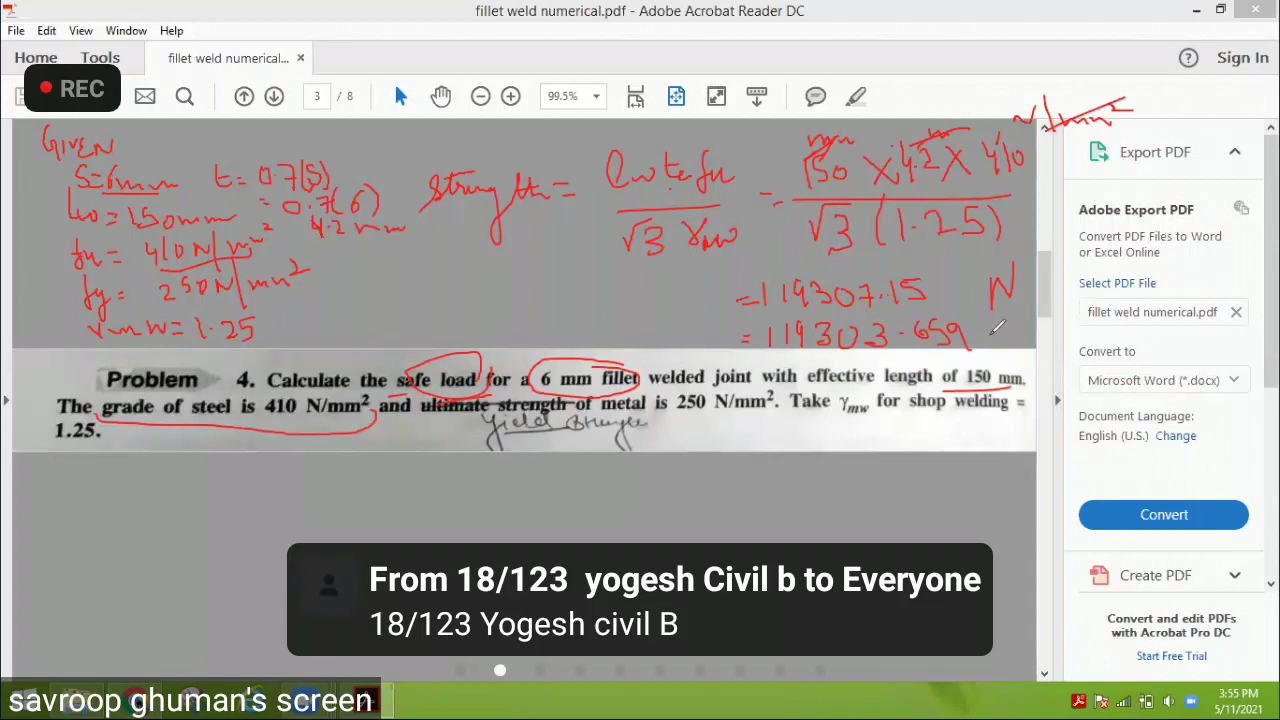 fillet weld numerical.pdf - Adobe Acrobat Reader DC
File Edit View Window Help
Home Tools fillet weld numerical... × Sign In
REC
3 / 8 99.5%
GIVEN
S=6mm t = 0.7(S)
= 0.7(6)
4.2 mm
lw = 150mm
fu = 410 N/mm²
fy = 250 N/mm²
γmw = 1.25
Strength = lw te fu / √3 γmw = 150 mm × 4.2 × 410 N/mm² / √3 (1.25)
= 119307.15 N
= 119303.659
Problem 4. Calculate the safe load for a 6 mm fillet welded joint with effective length of 150 mm.
The grade of steel is 410 N/mm² and ultimate strength of metal is 250 N/mm². Take γmw for shop welding =
1.25.
Yield
Export PDF
Adobe Export PDF
Convert PDF Files to Word
or Excel Online
Select PDF File
fillet weld numerical.pdf ×
Convert to
Microsoft Word (*.docx)
Document Language:
English (U.S.) Change
Convert
Create PDF
Convert and edit PDFs
with Acrobat Pro DC
Start Free Trial
From 18/123 yogesh Civil b to Everyone
18/123 Yogesh civil B
savroop ghuman's screen
3:55 PM
5/11/2021